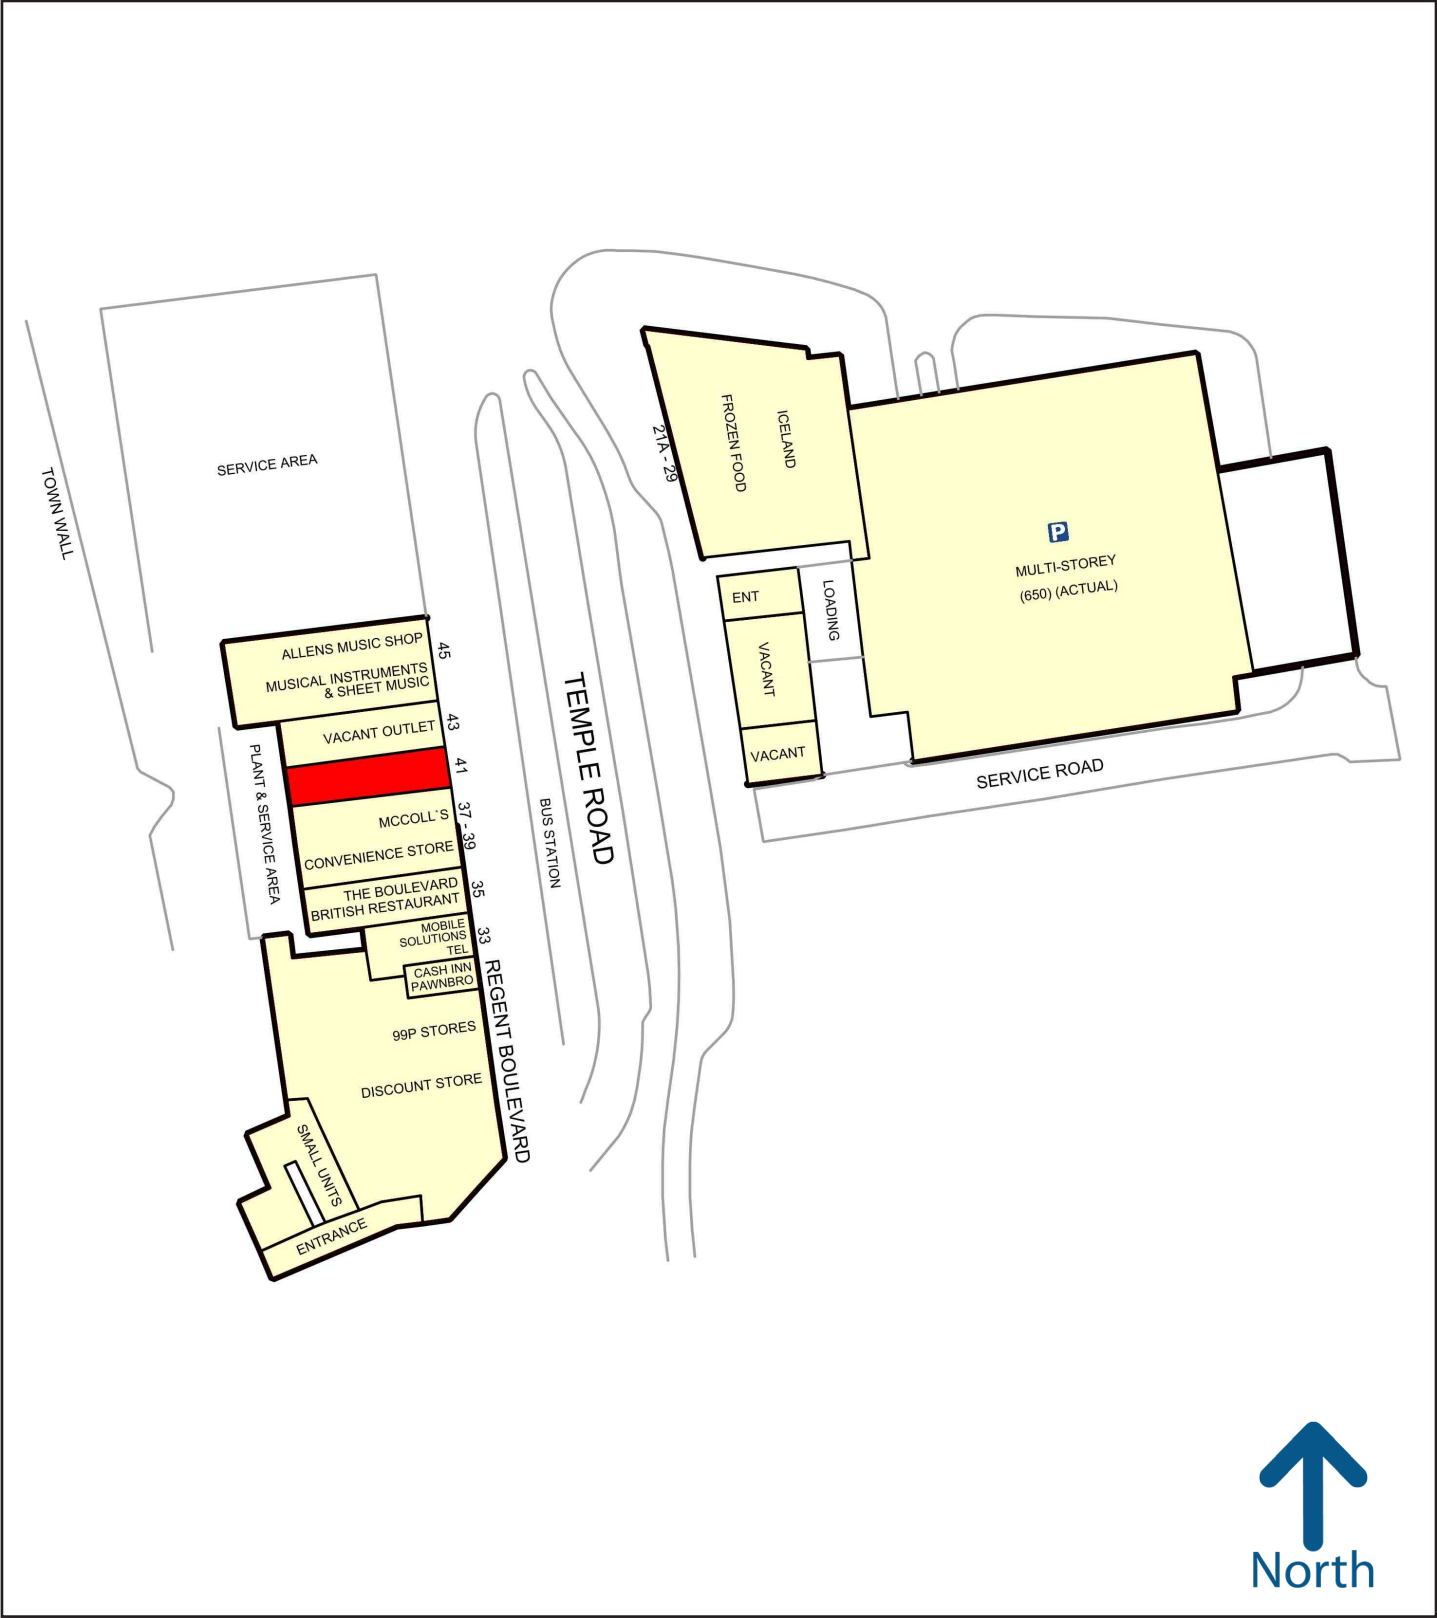 TOWN WALL
SERVICE AREA
ALLENS MUSIC SHOP
MUSICAL INSTRUMENTS
& SHEET MUSIC
45
VACANT OUTLET
43
41
PLANT & SERVICE AREA
MCCOLL`S
CONVENIENCE STORE
37 - 39
THE BOULEVARD
BRITISH RESTAURANT
35
MOBILE
SOLUTIONS
TEL
33
CASH INN
PAWNBRO
99P STORES
DISCOUNT STORE
REGENT BOULEVARD
SMALL UNITS
ENTRANCE
BUS STATION
TEMPLE ROAD
21A - 29
ICELAND
FROZEN FOOD
ENT
LOADING
VACANT
VACANT
P
MULTI-STOREY
(650) (ACTUAL)
SERVICE ROAD
North